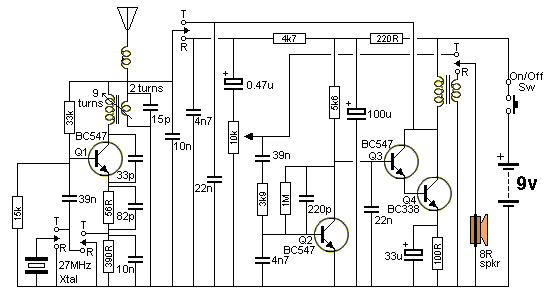 T
R
4k7
220R
T
R
On/Off
Sw
9
turns
2 turns
15p
0.47u
33k
4n7
10k
5k6
100u
BC547
Q1
10n
BC547
Q3
39n
9v
33p
22n
3k9
1M
220p
Q4
BC338
39n
56R
82p
22n
15k
T
T
R
R
Q2
BC547
4n7
33u
100R
8R
spkr
27MHz
Xtal
390R
10n
+
+
+
+